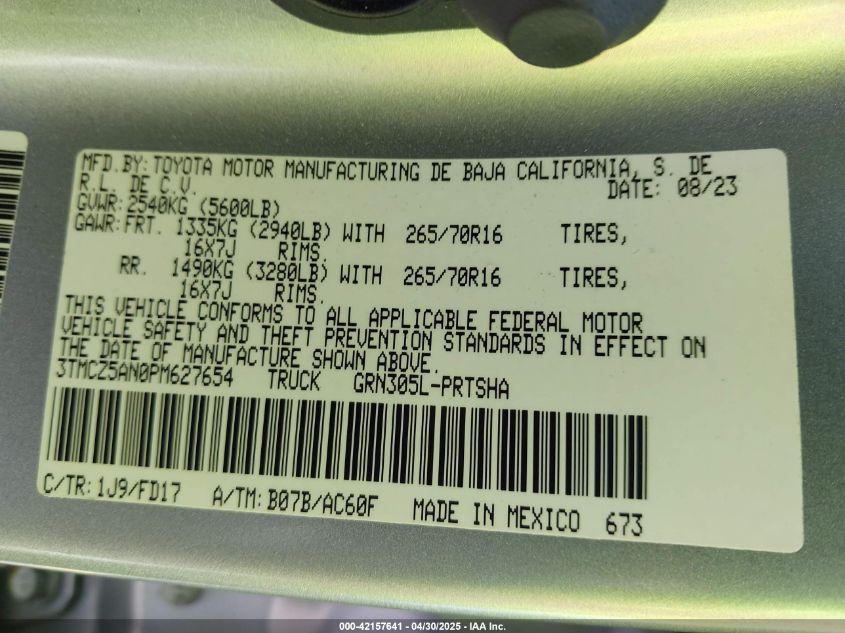 MFD.BY:TOYOTA MOTOR MANUFACTURING DE BAJA CALIFORNIA, S. DE
R.L. DE C.V. DATE: 08/23
GVWR:2540KG (5600LB)
GAWR:FRT. 1335KG (2940LB) WITH 265/70R16 TIRES,
16X7J RIMS.
RR. 1490KG (3280LB) WITH 265/70R16 TIRES,
16X7J RIMS.
THIS VEHICLE CONFORMS TO ALL APPLICABLE FEDERAL MOTOR
VEHICLE SAFETY AND THEFT PREVENTION STANDARDS IN EFFECT ON
THE DATE OF MANUFACTURE SHOWN ABOVE.
3TMCZ5AN0PM627654 TRUCK GRN305L-PRTSHA
C/TR:1J9/FD17 A/TM:B07B/AC60F MADE IN MEXICO 673
000-42157641 - 04/30/2025 - IAA Inc.